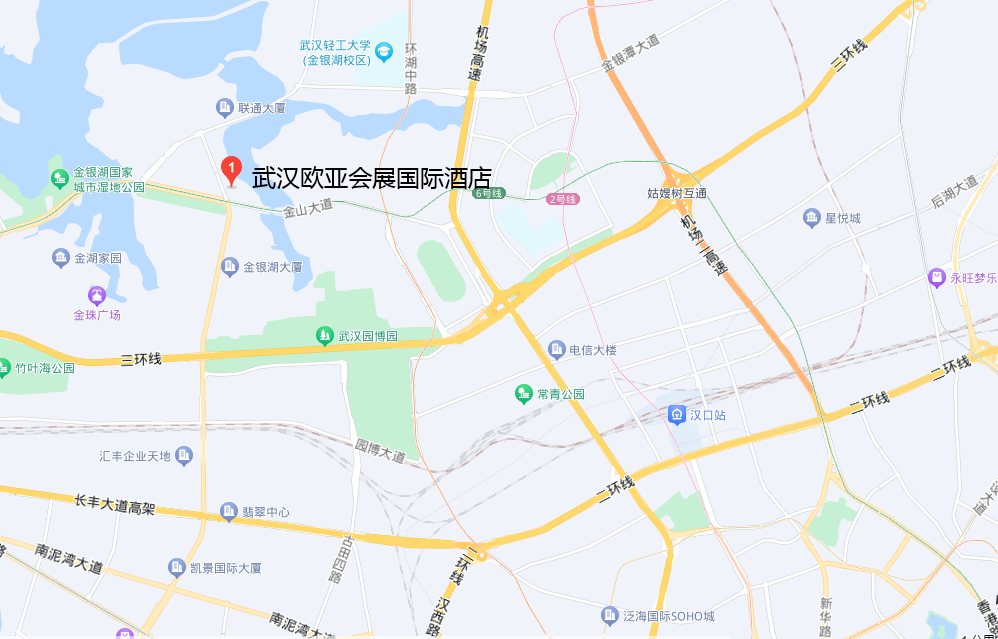 机场高速
武汉轻工大学
(金银湖校区)
环湖中路
金银潭大道
三环线
联通大厦
1
武汉欧亚会展国际酒店
金银湖国家
城市湿地公园
6号线
2号线
姑嫂树互通
后湖大道
金山大道
星悦城
机场二高速
金湖家园
金银湖大厦
永旺梦乐
金珠广场
武汉园博园
三环线
电信大楼
竹叶海公园
二环线
常青公园
二环线
汉口站
园博大道
汇丰企业天地
二环线
长丰大道高架
翡翠中心
古田四路
南泥湾大道
二环线
凯景国际大厦
汉西路
新华路
香港
南泥湾大道
泛海国际SOHO城